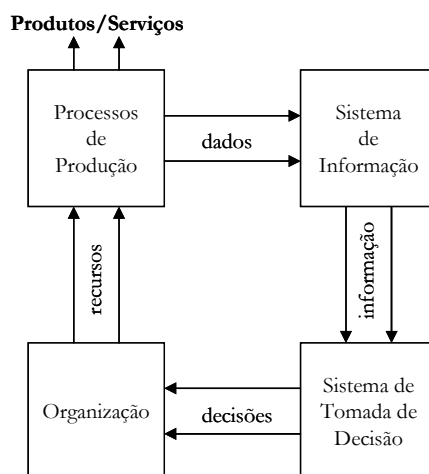 Produtos/Serviços
Processos
de
Produção
dados
Sistema
de
Informação
recursos
informação
Organização
decisões
Sistema de
Tomada de
Decisão